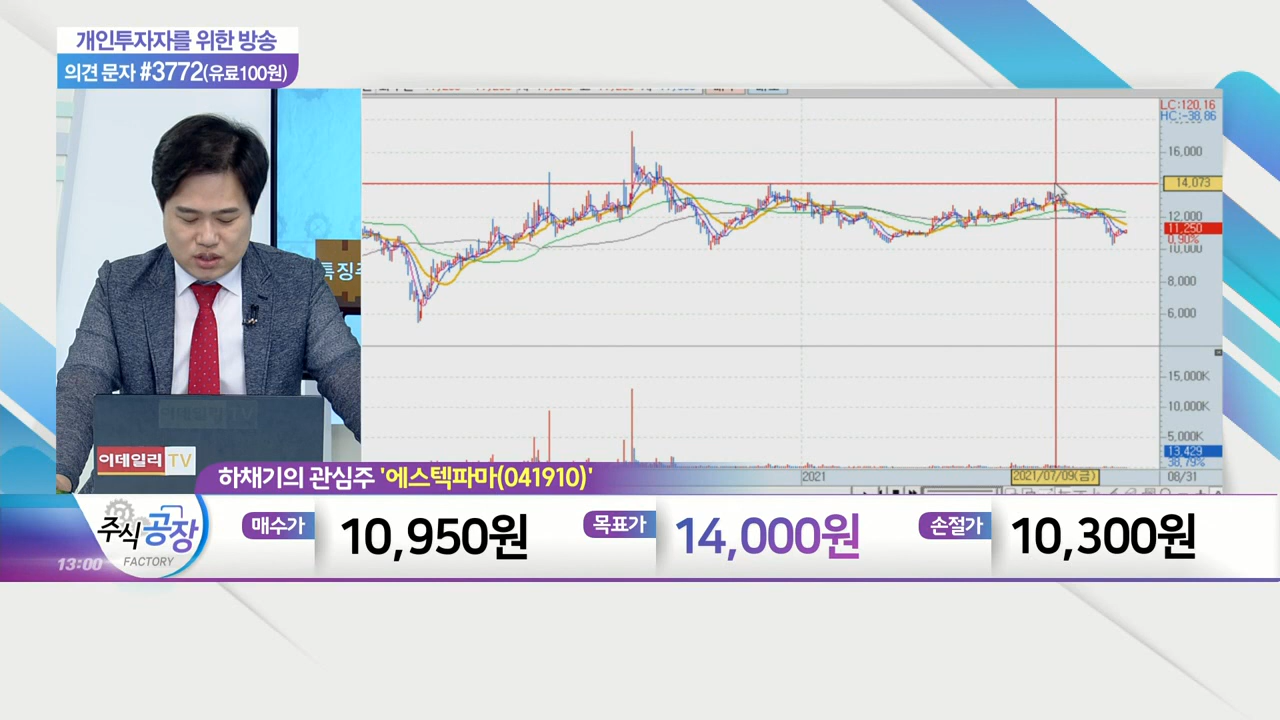 개인투자자를 위한 방송
의견 문자 #3772(유료100원)
LC:120.16
HC:-38.86
16,000
14,073
12,000
11,250
0.90%
10,000
8,000
6,000
15,000K
10,000K
5,000K
13,429
38.79%
2021
2021/07/09(금)
08/31
특징주
이데일리 TV
하채기의 관심주 '에스텍파마(041910)'
주식공장
FACTORY
13:00
매수가 10,950원
목표가 14,000원
손절가 10,300원